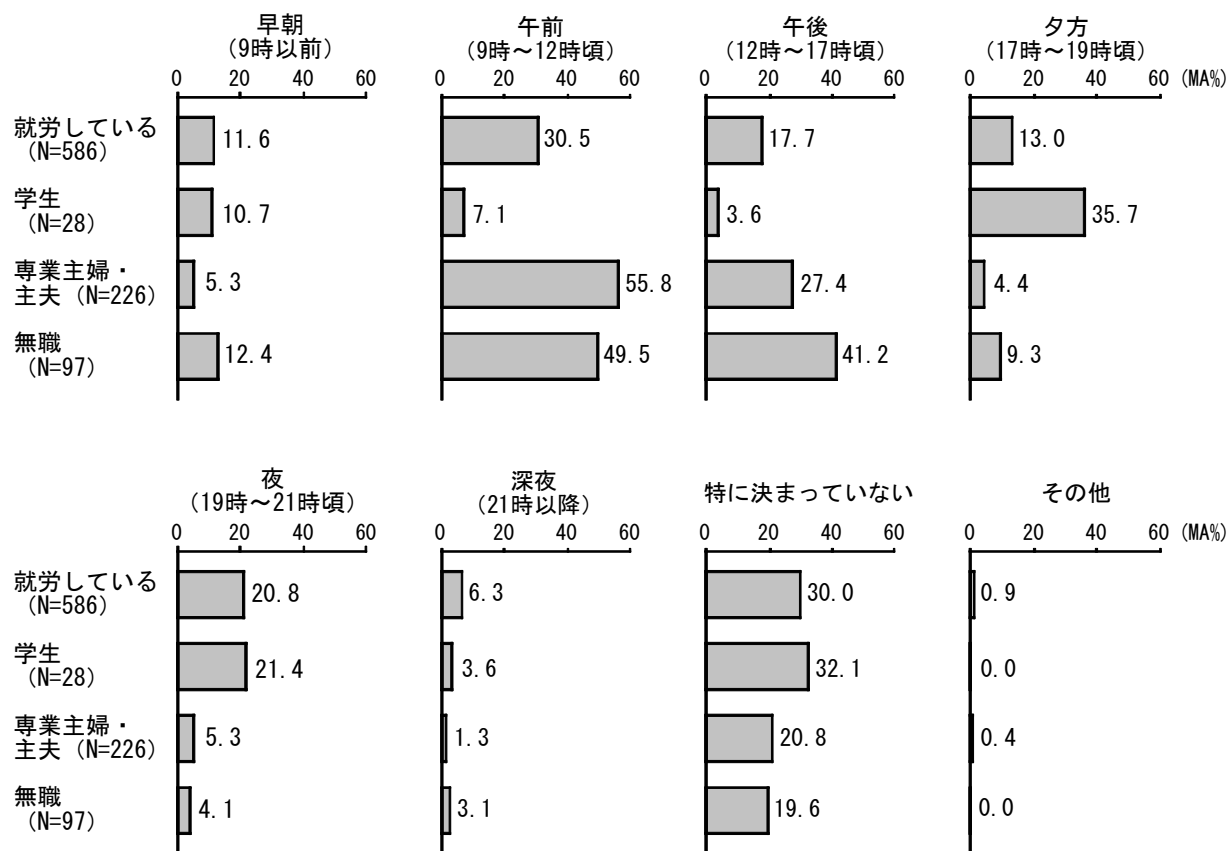 早朝
（9時以前）
午前
（9時～12時頃）
午後
（12時～17時頃）
夕方
（17時～19時頃）
0 20 40 60
0 20 40 60
0 20 40 60
0 20 40 60 (MA%)
就労している
（N=586）
11.6
30.5
17.7
13.0
学生
（N=28）
10.7
7.1
3.6
35.7
専業主婦・
主夫（N=226）
5.3
55.8
27.4
4.4
無職
（N=97）
12.4
49.5
41.2
9.3
夜
（19時～21時頃）
深夜
（21時以降）
特に決まっていない
その他
0 20 40 60
0 20 40 60
0 20 40 60
0 20 40 60 (MA%)
就労している
（N=586）
20.8
6.3
30.0
0.9
学生
（N=28）
21.4
3.6
32.1
0.0
専業主婦・
主夫（N=226）
5.3
1.3
20.8
0.4
無職
（N=97）
4.1
3.1
19.6
0.0